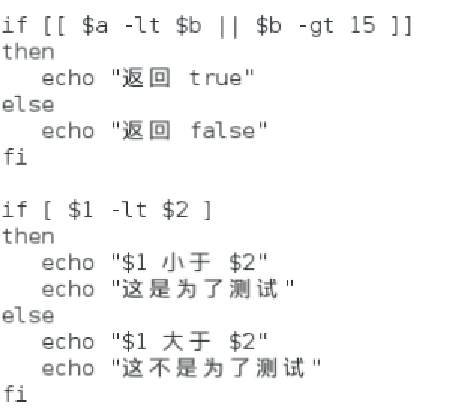 if [[ $a -lt $b || $b -gt 15 ]]
then
   echo "返回 true"
else
   echo "返回 false"
fi

if [ $1 -lt $2 ]
then
   echo "$1 小于 $2"
   echo "这是为了测试"
else
   echo "$1 大于 $2"
   echo "这不是为了测试"
fi